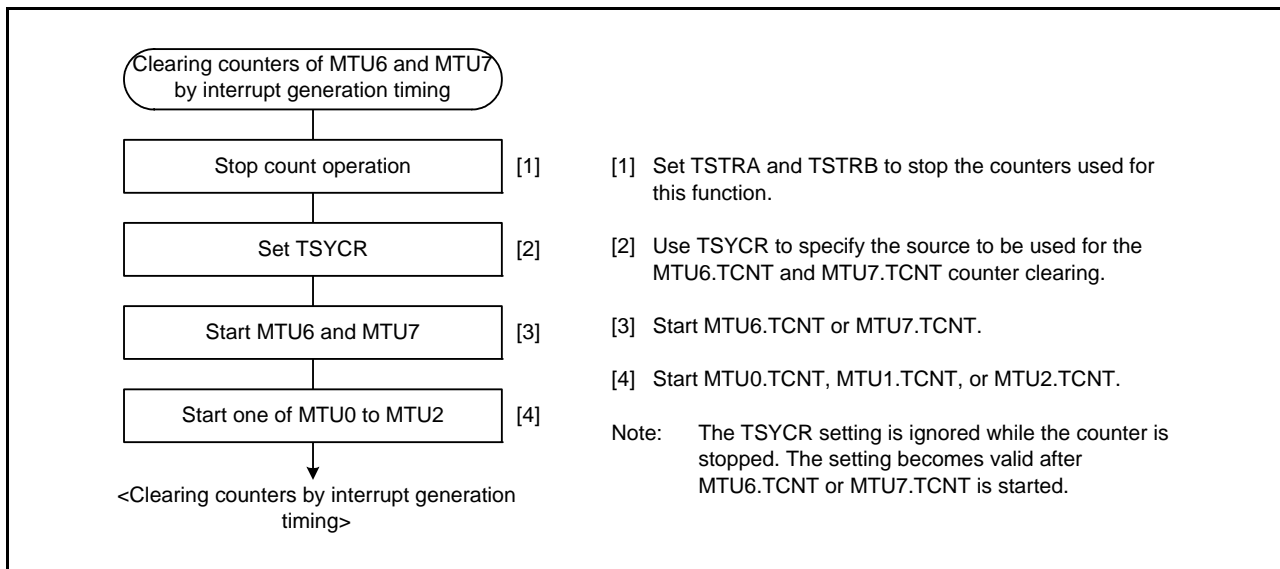 Clearing counters of MTU6 and MTU7
by interrupt generation timing
Stop count operation
[1]
Set TSYCR
[2]
Start MTU6 and MTU7
[3]
Start one of MTU0 to MTU2
[4]
<Clearing counters by interrupt generation
timing>
[1] Set TSTRA and TSTRB to stop the counters used for
this function.
[2] Use TSYCR to specify the source to be used for the
MTU6.TCNT and MTU7.TCNT counter clearing.
[3] Start MTU6.TCNT or MTU7.TCNT.
[4] Start MTU0.TCNT, MTU1.TCNT, or MTU2.TCNT.
Note: The TSYCR setting is ignored while the counter is
stopped. The setting becomes valid after
MTU6.TCNT or MTU7.TCNT is started.